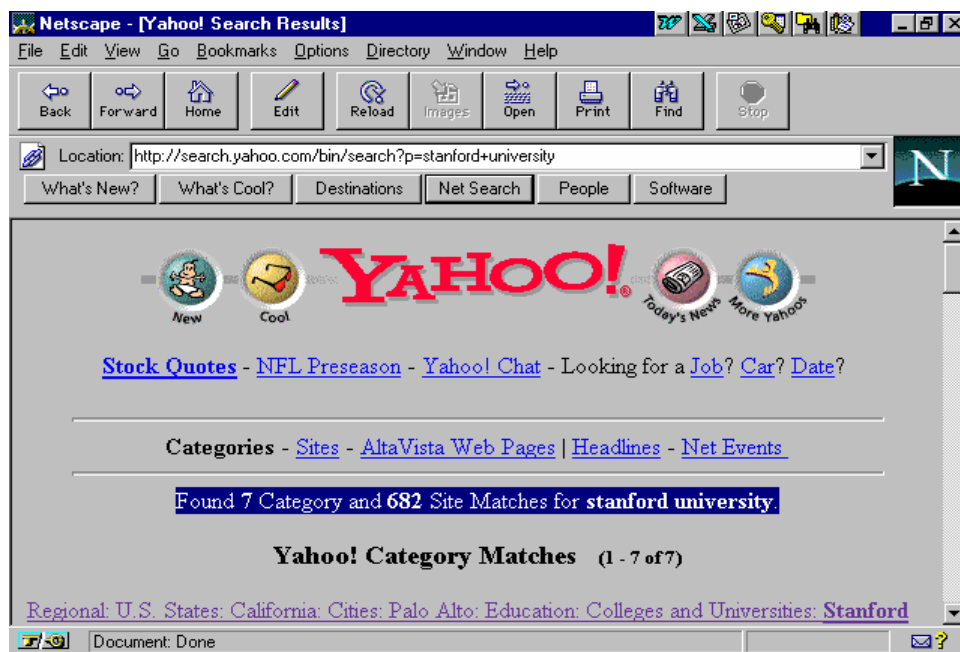 Netscape - [Yahoo! Search Results]
File Edit View Go Bookmarks Options Directory Window Help
Back Forward Home Edit Reload Images Open Print Find Stop
Location: http://search.yahoo.com/bin/search?p=stanford+university
N
What's New? What's Cool? Destinations Net Search People Software
YAHOO!
New Cool Today's News More Yahoos
Stock Quotes - NFL Preseason - Yahoo! Chat - Looking for a Job? Car? Date?
Categories - Sites - AltaVista Web Pages | Headlines - Net Events
Found 7 Category and 682 Site Matches for stanford university.
Yahoo! Category Matches (1 - 7 of 7)
Regional: U.S. States: California: Cities: Palo Alto: Education: Colleges and Universities: Stanford
Document: Done